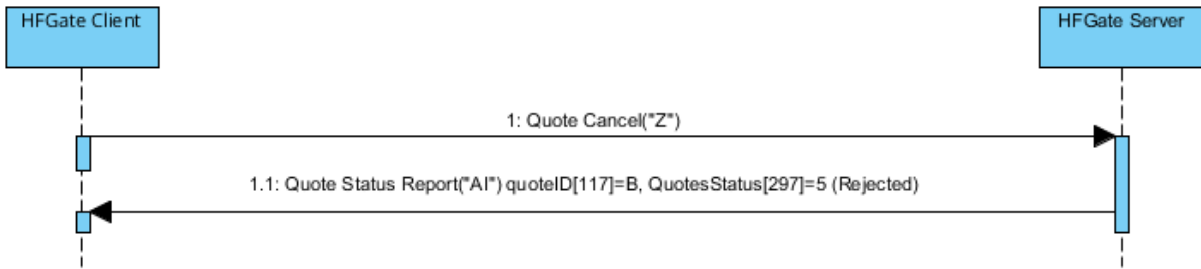 HFGate Client
HFGate Server
1: Quote Cancel("Z")
1.1: Quote Status Report("AI") quoteID[117]=B, QuotesStatus[297]=5 (Rejected)